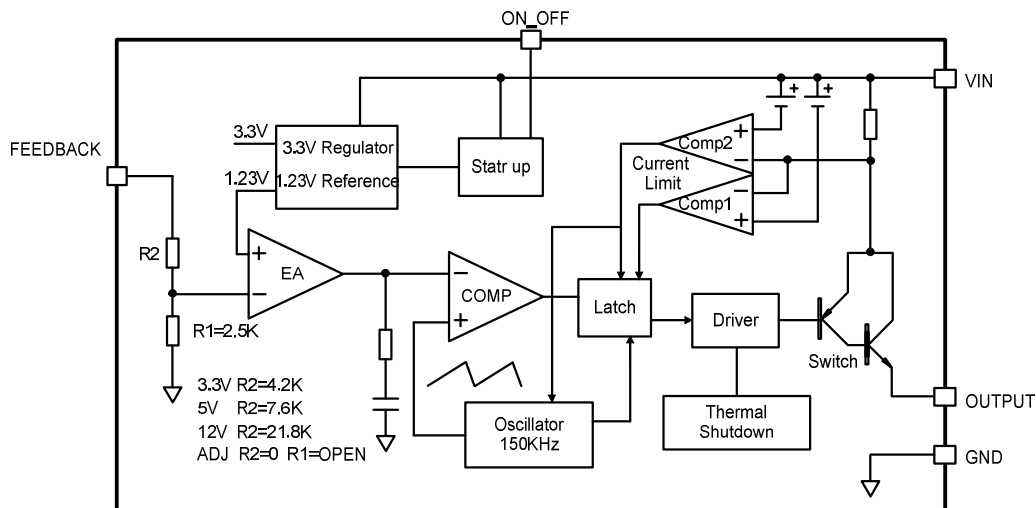 ON_OFF
VIN
FEEDBACK
3.3V
3.3V Regulator
1.23V
1.23V Reference
Statr up
+
Comp2
−
Current
Limit
−
Comp1
+
+
+
R2
+
EA
−
R1=2.5K
−
COMP
+
Latch
Driver
Switch
3.3V R2=4.2K
5V R2=7.6K
12V R2=21.8K
ADJ R2=0 R1=OPEN
Oscillator
150KHz
Thermal
Shutdown
OUTPUT
GND